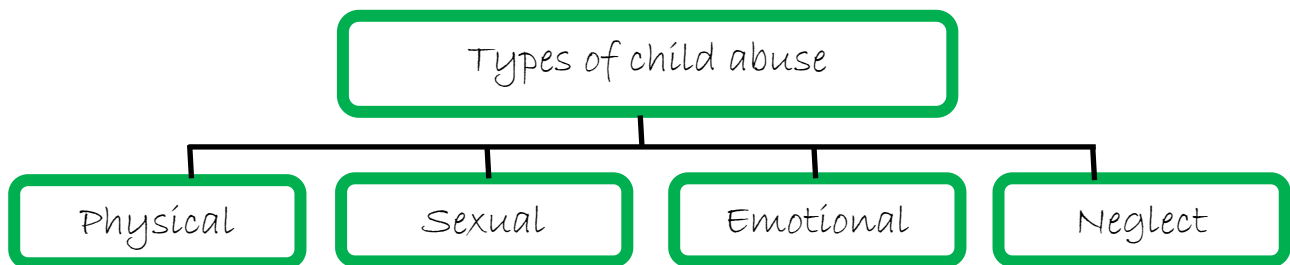 Types of child abuse
Physical
Sexual
Emotional
Neglect